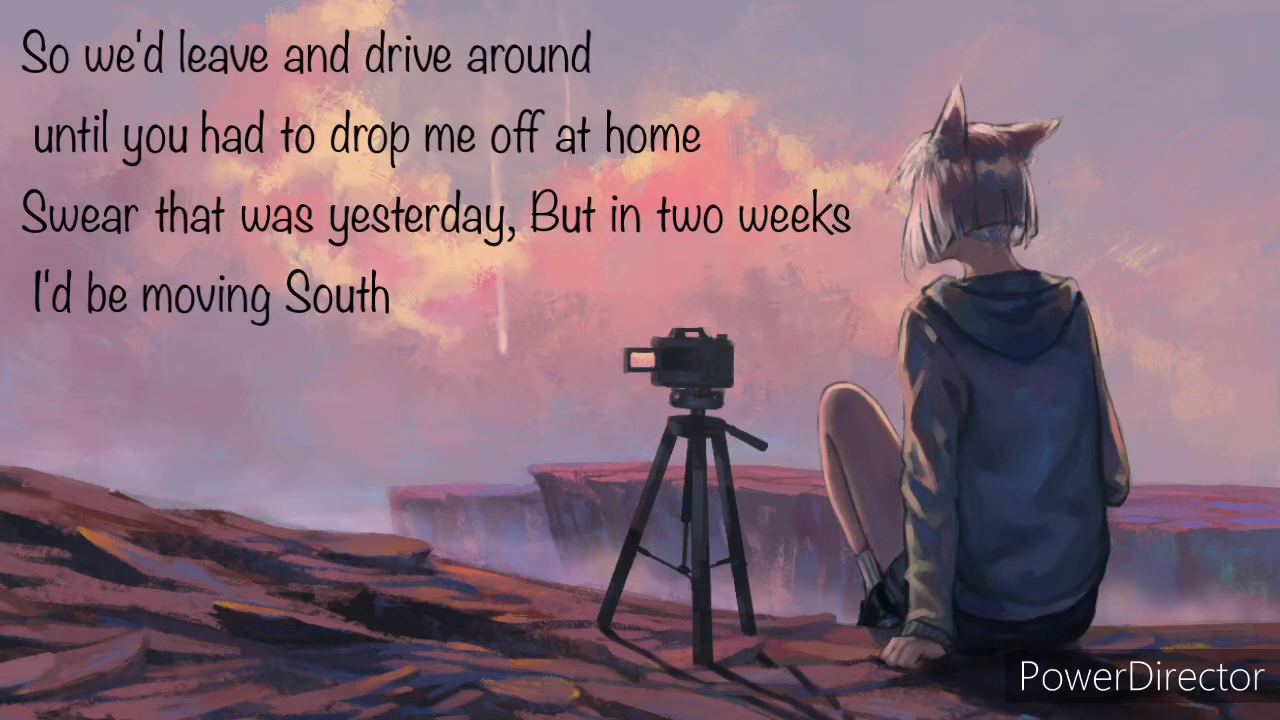 So we'd leave and drive around
until you had to drop me off at home
Swear that was yesterday, But in two weeks
I'd be moving South
PowerDirector